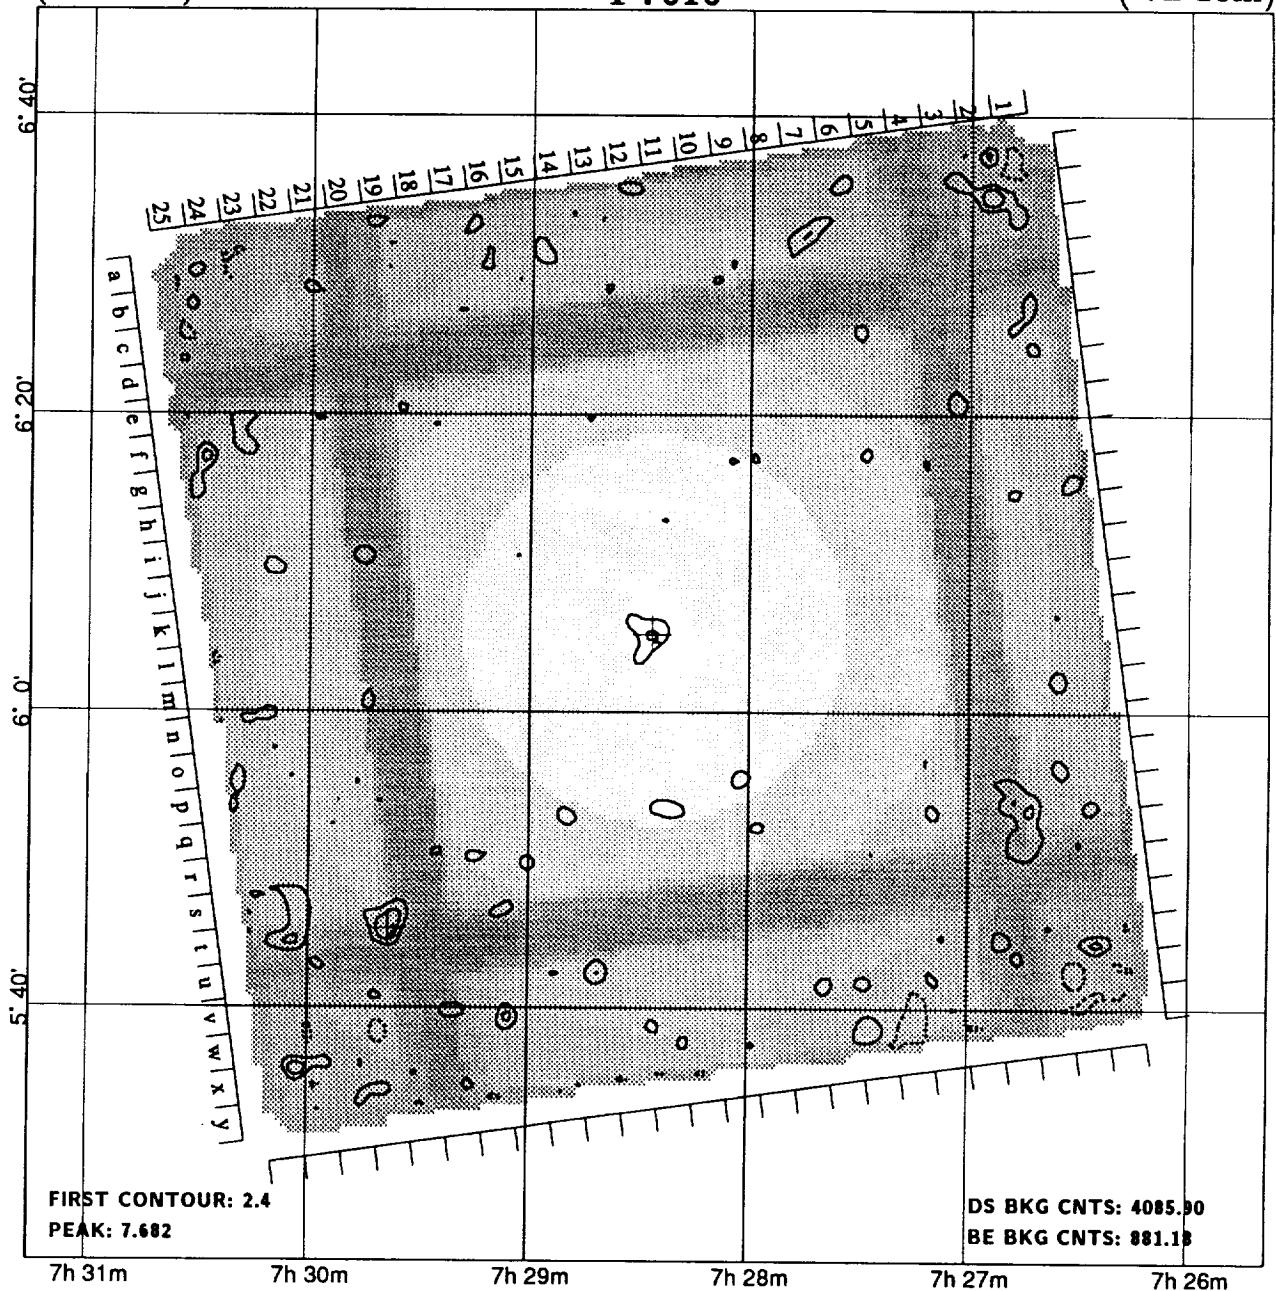 6° 40'
1
2
3
4
5
6
7
8
9
10
11
12
13
14
15
16
17
18
19
20
21
22
23
24
25
a
b
c
d
e
f
g
h
i
j
k
l
m
n
o
p
q
r
s
t
u
v
w
x
y
6° 20'
6° 0'
5° 40'
FIRST CONTOUR: 2.4
PEAK: 7.682
DS BKG CNTS: 4085.90
BE BKG CNTS: 881.18
7h 31m
7h 30m
7h 29m
7h 28m
7h 27m
7h 26m